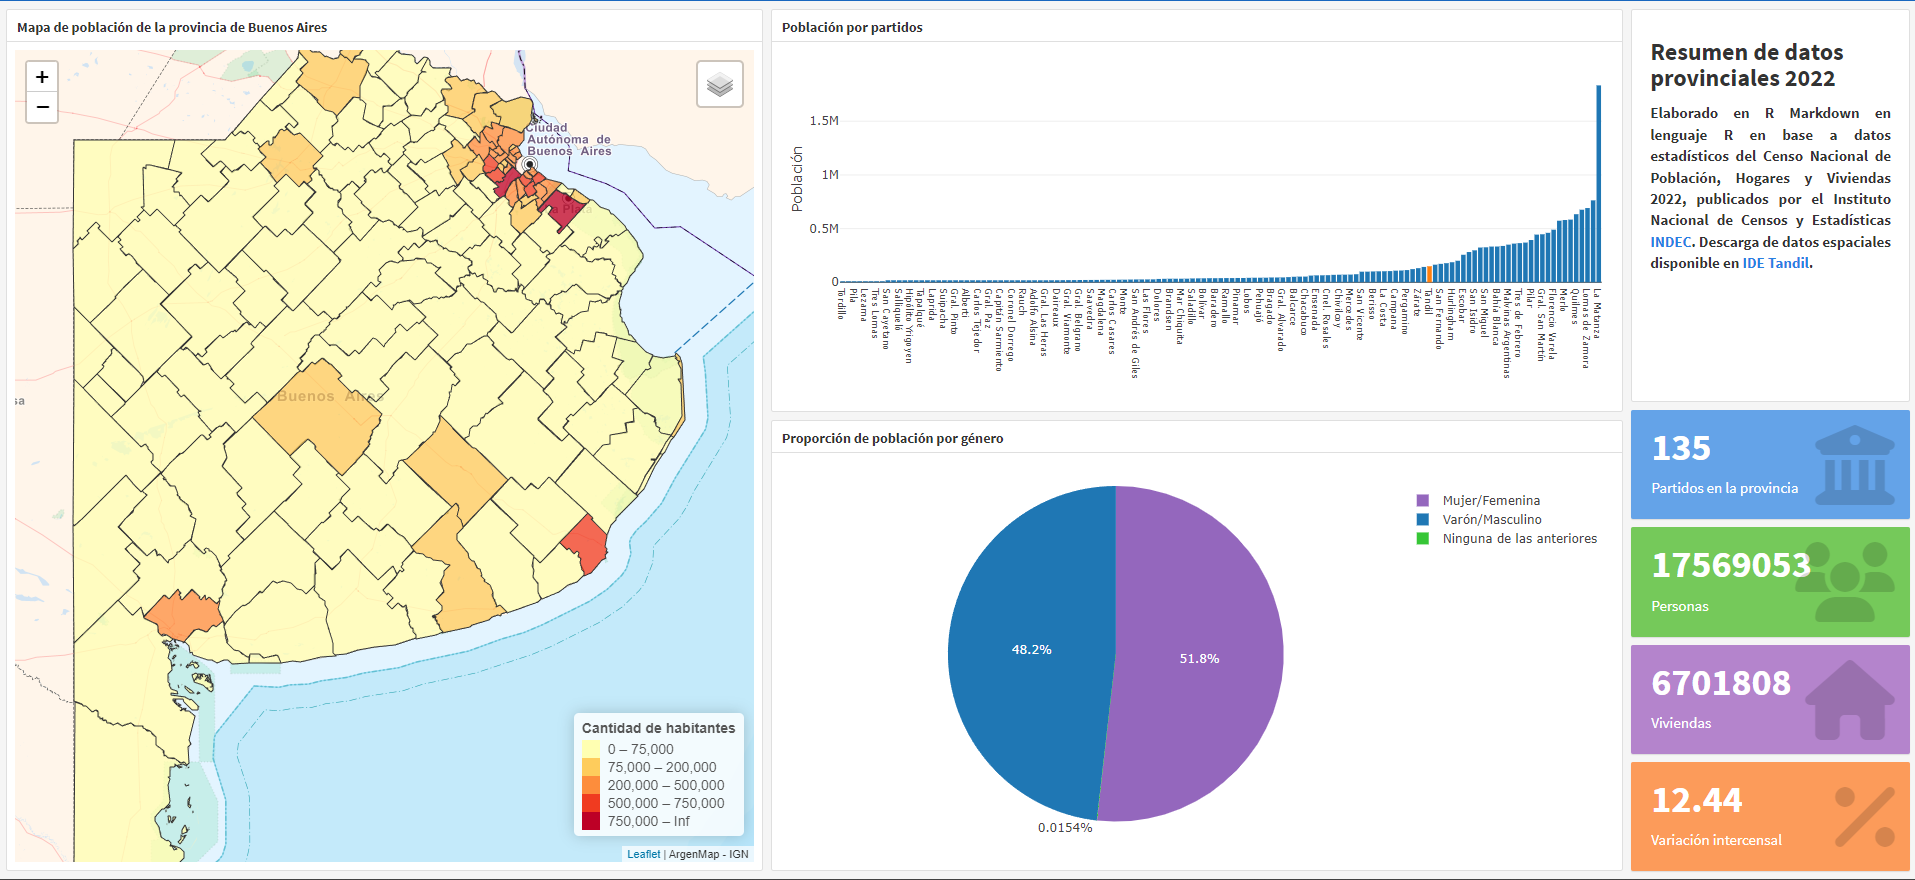 Mapa de población de la provincia de Buenos Aires
+
−
Ciudad
Autónoma de
Buenos Aires
a Plata
Buenos Aires
sa
Cantidad de habitantes
0 – 75,000
75,000 – 200,000
200,000 – 500,000
500,000 – 750,000
750,000 – Inf
Leaflet | ArgenMap - IGN
Población por partidos
Población
1.5M
1M
0.5M
0
Tordillo
Pila
Lezama
Tres Lomas
San Cayetano
Salliqueló
Hipólito Yrigoyen
Tapalqué
Laprida
Suipacha
Gral. Pinto
Alberti
Carlos Tejedor
Gral. Paz
Capitán Sarmiento
Coronel Dorrego
Rauch
Adolfo Alsina
Gral. Las Heras
Daireaux
Gral. Viamonte
Gral. Belgrano
Saavedra
Magdalena
Carlos Casares
Monte
San Andrés de Giles
Las Flores
Dolores
Brandsen
Mar Chiquita
Saladillo
Bolívar
Baradero
Ramallo
Pinamar
Lobos
Pehuajó
Bragado
Gral. Alvarado
Balcarce
Chacabuco
Ensenada
Cnel. Rosales
Chivilcoy
Mercedes
San Vicente
Berisso
La Costa
Campana
Pergamino
Zárate
Tandil
San Fernando
Hurlingham
Escobar
San Isidro
San Miguel
Bahía Blanca
Malvinas Argentinas
Tres de Febrero
Pilar
Gral. San Martín
Florencio Varela
Merlo
Quilmes
Lomas de Zamora
La Matanza
Proporción de población por género
48.2%
51.8%
0.0154%
Mujer/Femenina
Varón/Masculino
Ninguna de las anteriores
Resumen de datos
provinciales 2022
Elaborado en R Markdown en
lenguaje R en base a datos
estadísticos del Censo Nacional de
Población, Hogares y Viviendas
2022, publicados por el Instituto
Nacional de Censos y Estadísticas
INDEC. Descarga de datos espaciales
disponible en IDE Tandil.
135
Partidos en la provincia
17569053
Personas
6701808
Viviendas
12.44
Variación intercensal